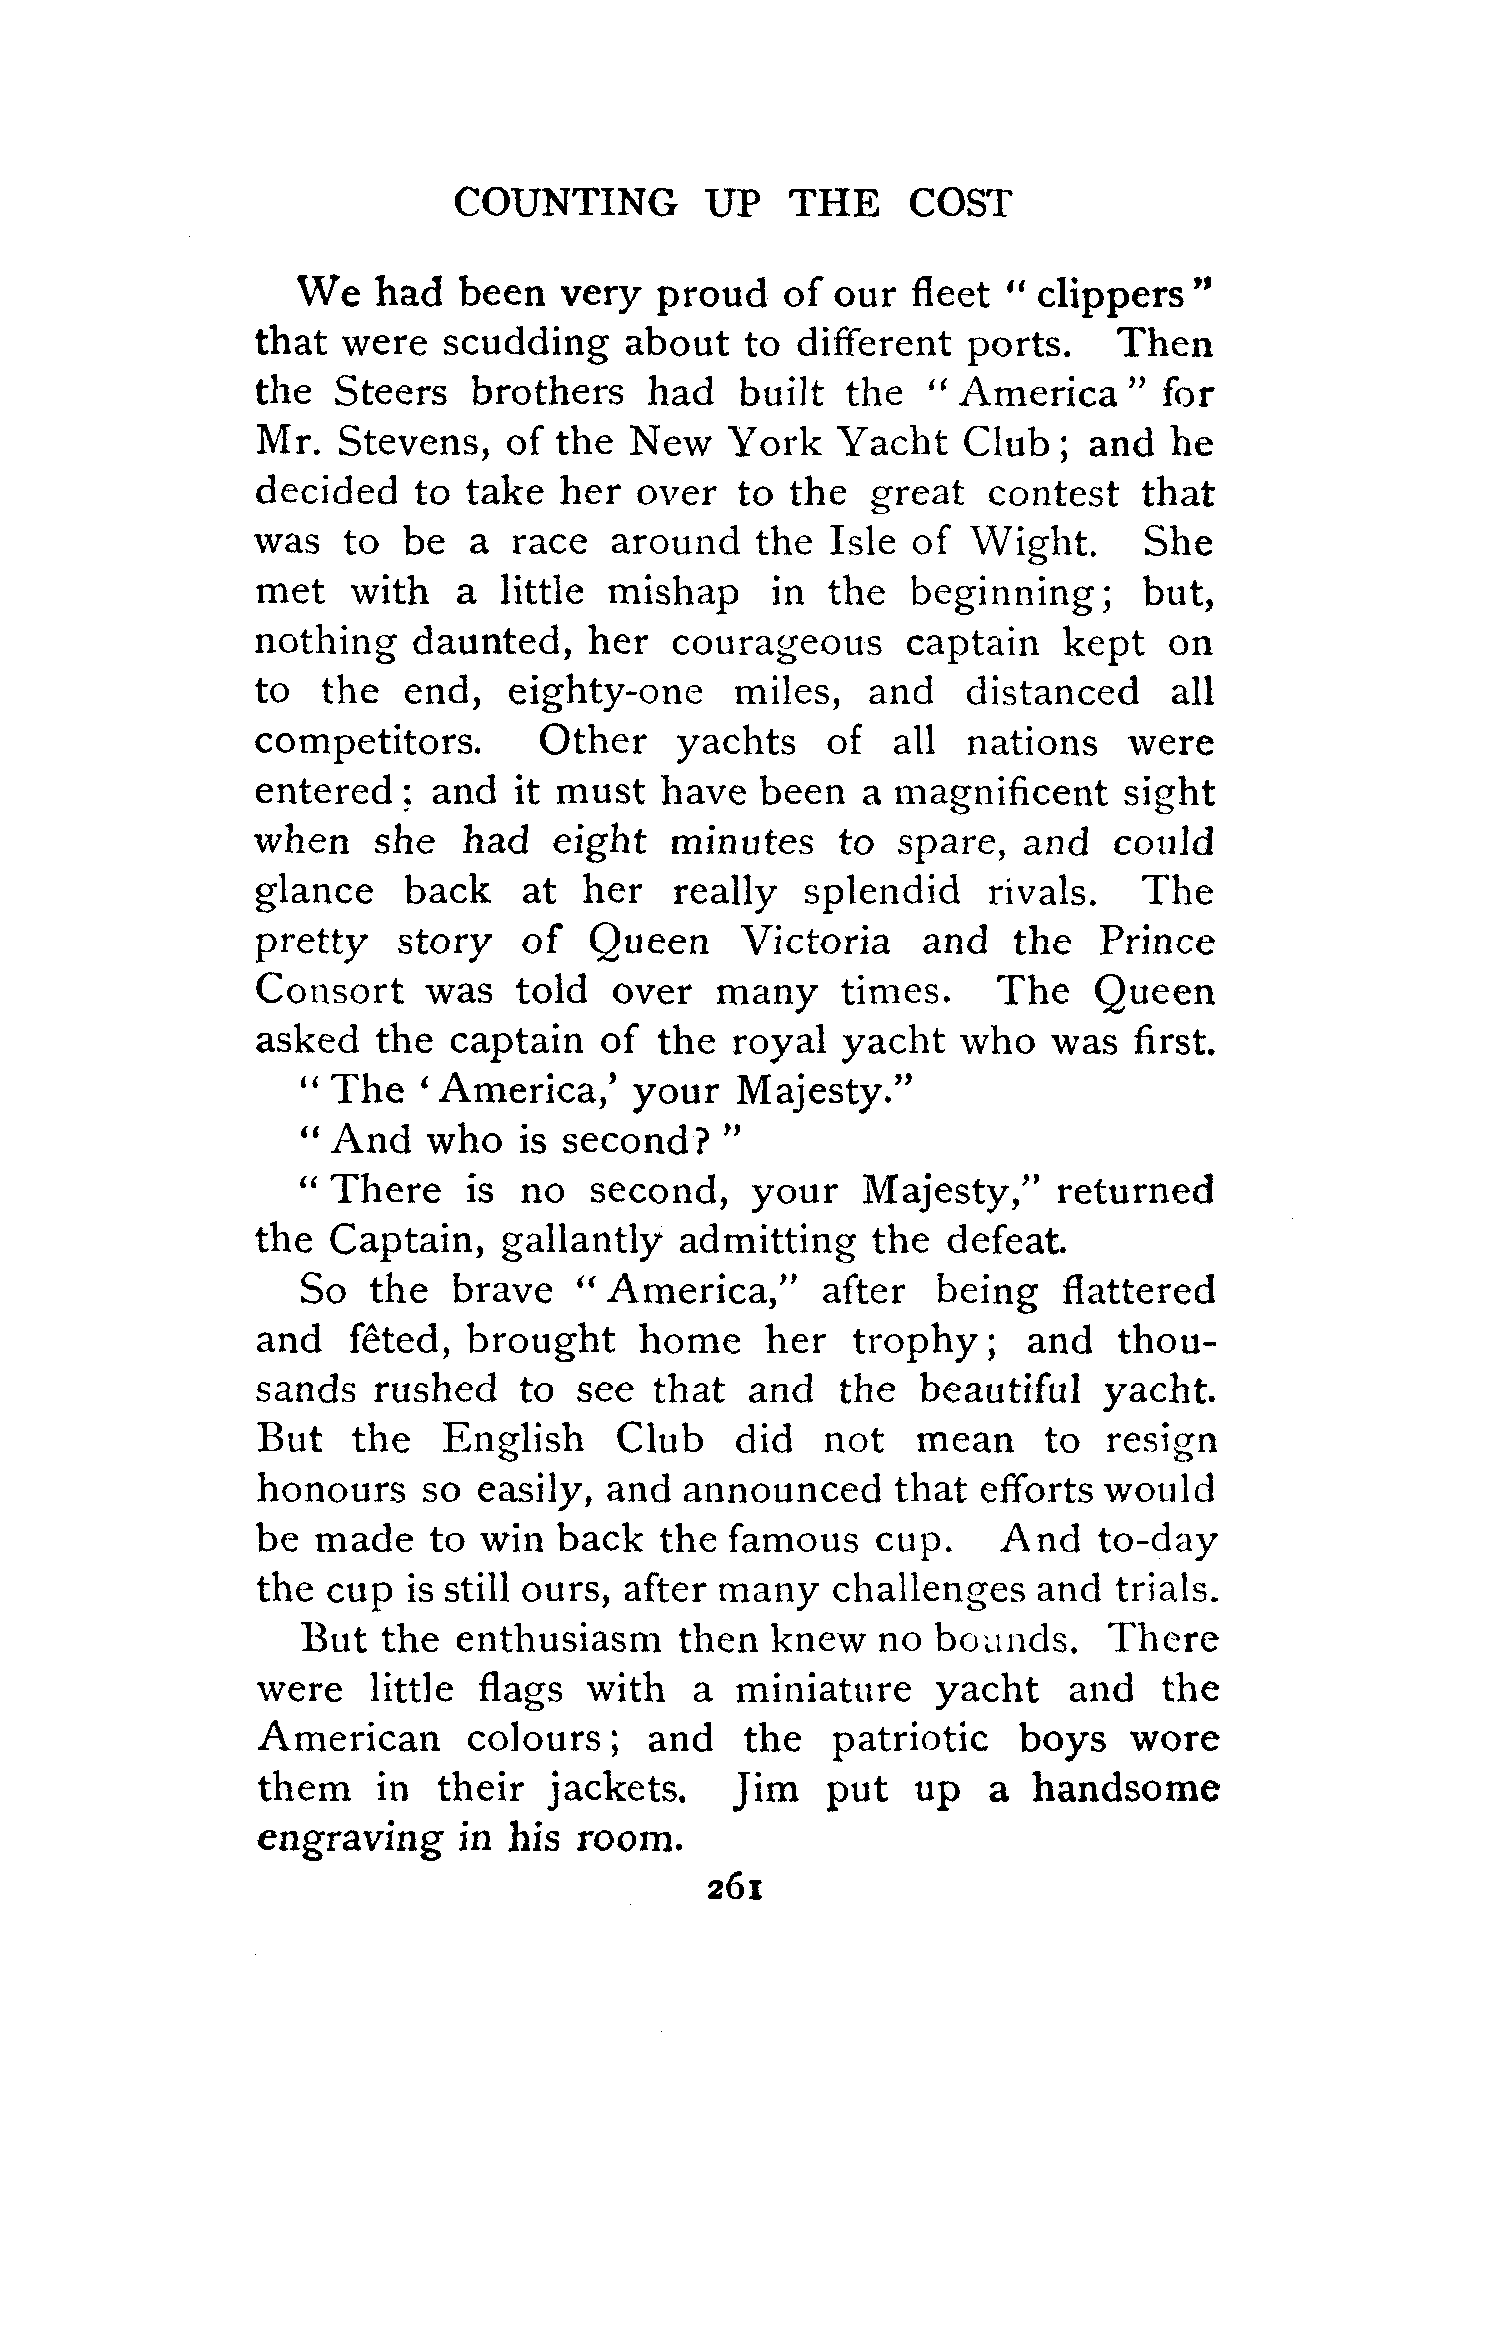 COUNTING UP THE COST
We had been very proud of our fleet “ clippers ”
that were scudding about to different ports. Then
the Steers brothers had built the “ America ” for
Mr. Stevens, of the New York Yacht Club ; and he
decided to take her over to the great contest that
was to be a race around the Isle of Wight. She
met with a little mishap in the beginning ; but,
nothing daunted, her courageous captain kept on
to the end, eighty-one miles, and distanced all
competitors. Other yachts of all nations were
entered ; and it must have been a magnificent sight
when she had eight minutes to spare, and could
glance back at her really splendid rivals. The
pretty story of Queen Victoria and the Prince
Consort was told over many times. The Queen
asked the captain of the royal yacht who was first.
“ The ‘ America,’ your Majesty.”
“ And who is second ? ”
“ There is no second, your Majesty,” returned
the Captain, gallantly admitting the defeat.
So the brave “ America,” after being flattered
and fêted, brought home her trophy ; and thou-
sands rushed to see that and the beautiful yacht.
But the English Club did not mean to resign
honours so easily, and announced that efforts would
be made to win back the famous cup. And to-day
the cup is still ours, after many challenges and trials.
But the enthusiasm then knew no bounds. There
were little flags with a miniature yacht and the
American colours ; and the patriotic boys wore
them in their jackets. Jim put up a handsome
engraving in his room.
261